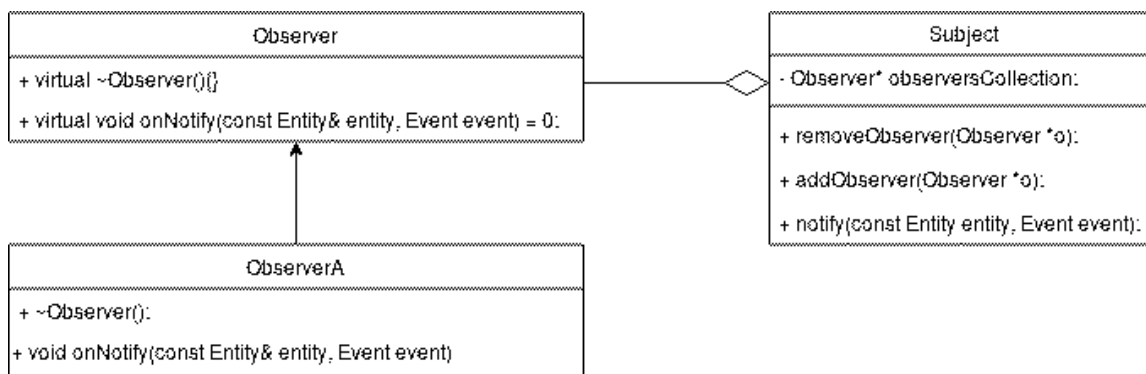 Observer
+ virtual ~Observer(){}
+ virtual void onNotify(const Entity& entity, Event event) = 0;
Subject
- Observer* observersCollection;
+ removeObserver(Observer *o);
+ addObserver(Observer *o);
+ notify(const Entity entity, Event event);
ObserverA
+ ~Observer();
+ void onNotify(const Entity& entity, Event event)